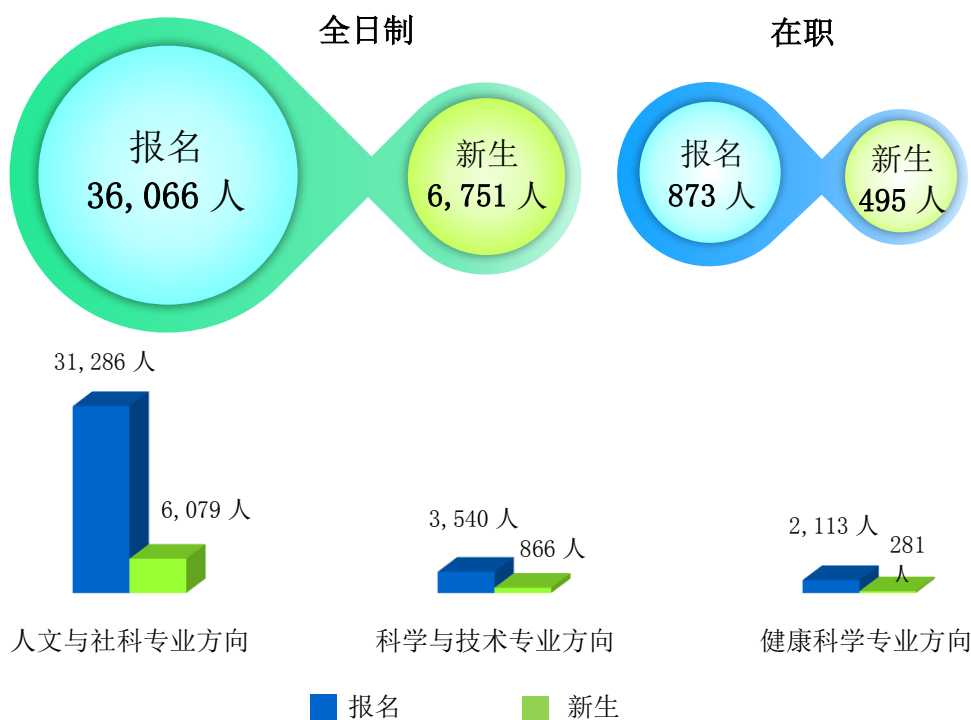 全日制
在职
报名
36,066 人
新生
6,751 人
报名
873 人
新生
495 人
31,286 人
6,079 人
3,540 人
866 人
2,113 人
281
人
人文与社科专业方向
科学与技术专业方向
健康科学专业方向
报名
新生